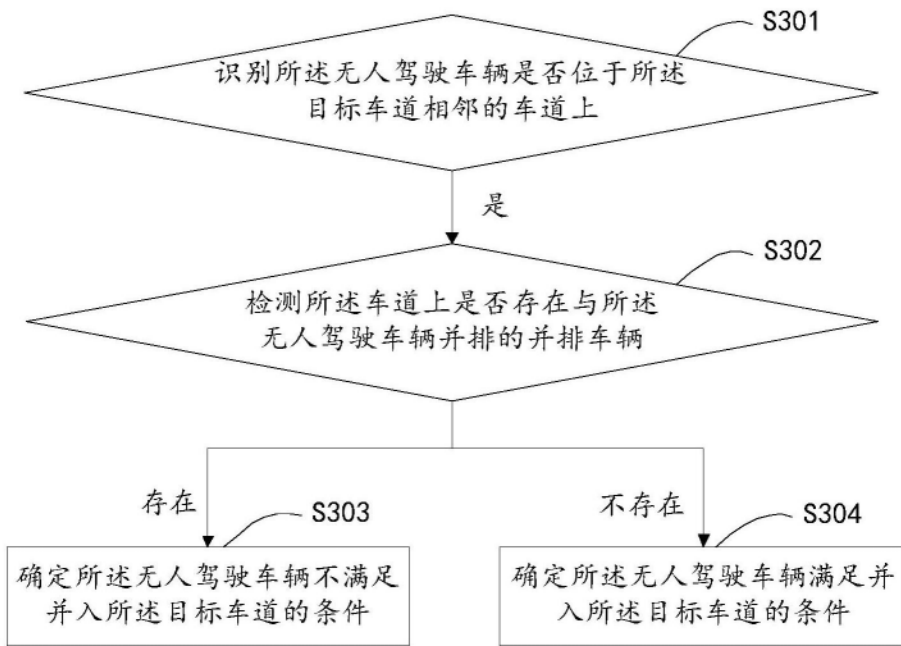 S301
识别所述无人驾驶车辆是否位于所述
目标车道相邻的车道上
是
S302
检测所述车道上是否存在与所述
无人驾驶车辆并排的并排车辆
存在
不存在
S303
S304
确定所述无人驾驶车辆不满足
并入所述目标车道的条件
确定所述无人驾驶车辆满足并
入所述目标车道的条件